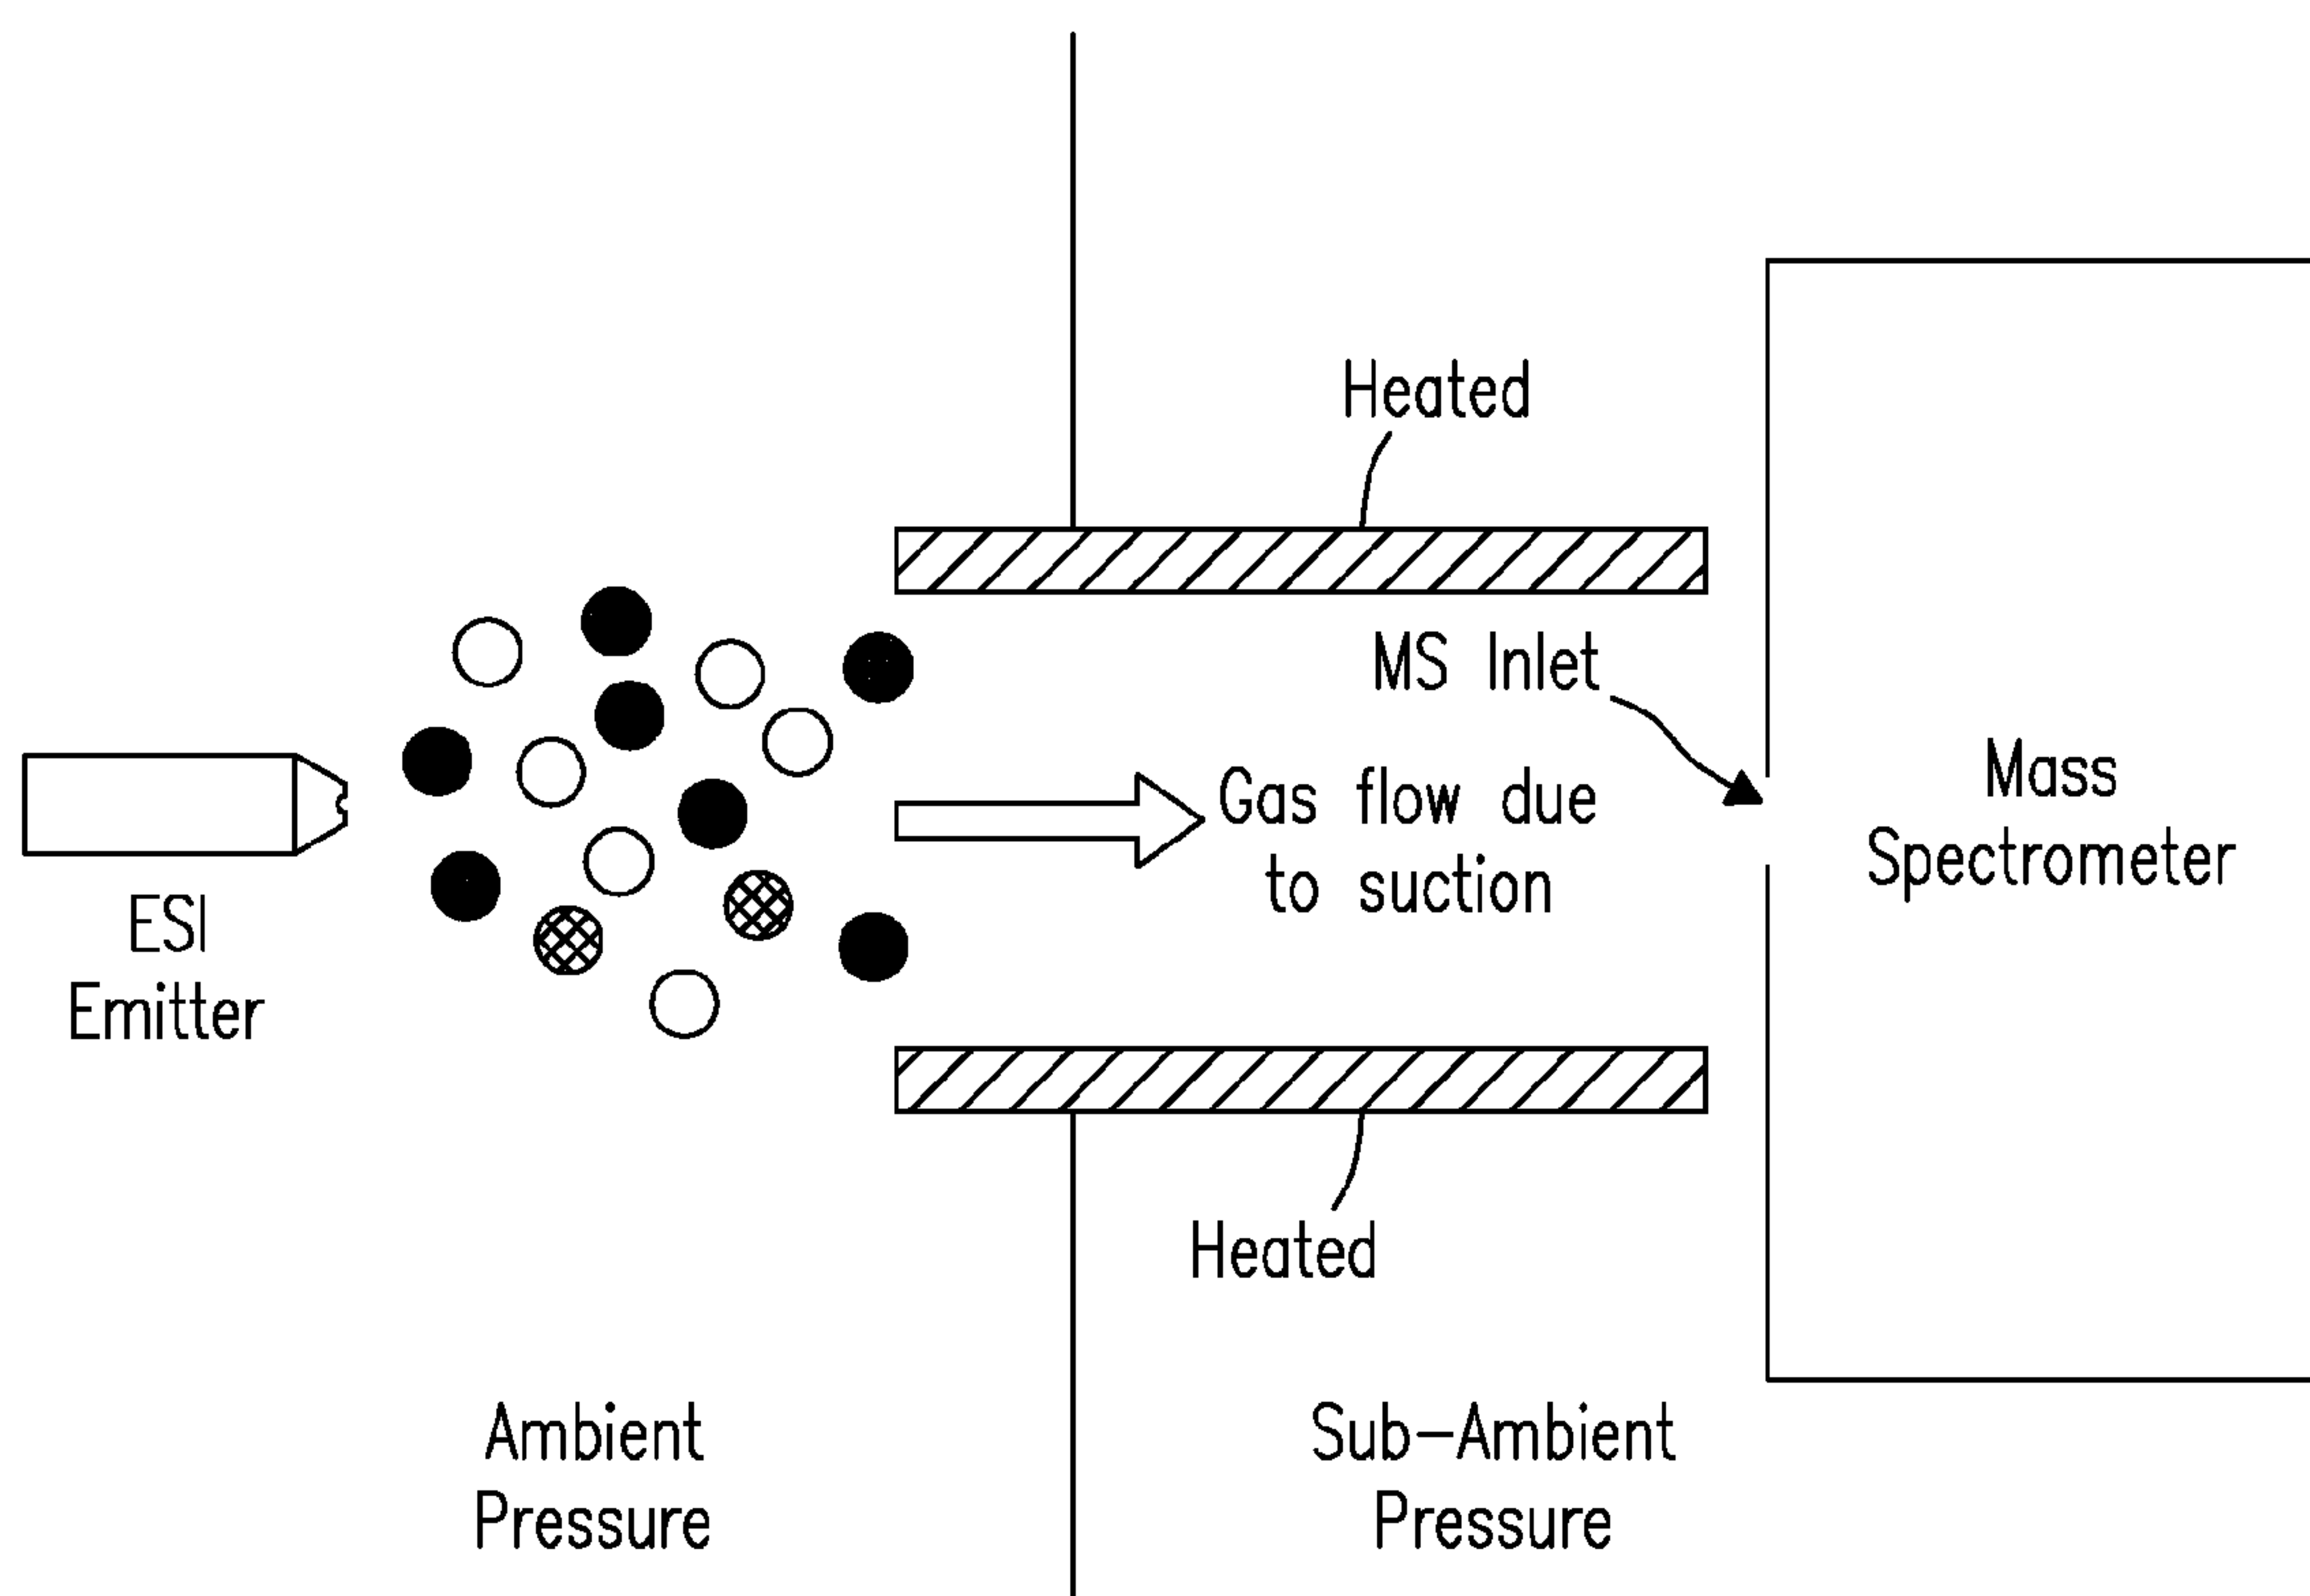 Heated
MS Inlet
Gas flow due
to suction
Mass
Spectrometer
ESI
Emitter
Heated
Ambient
Pressure
Sub-Ambient
Pressure